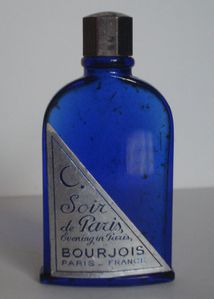 C.
Soir
de Paris,
Evening in Paris,
BOURJOIS
PARIS - FRANCE